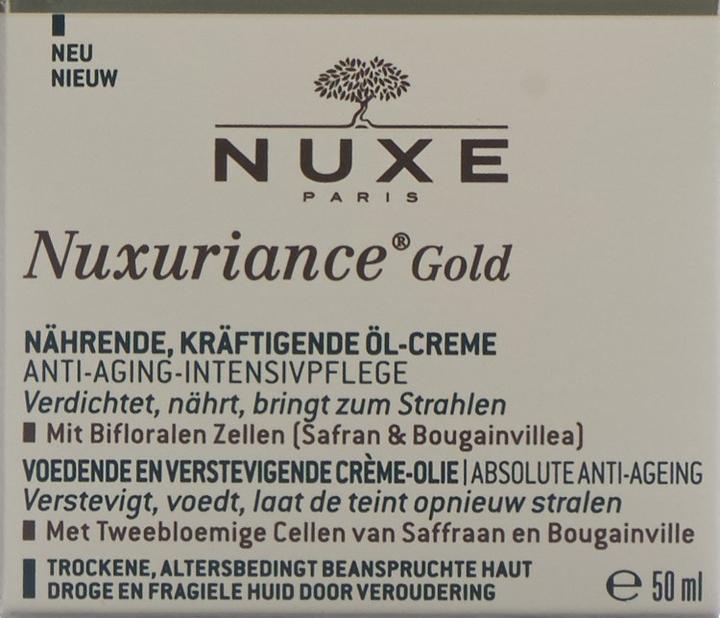 NEU
NIEUW
NUXE
PARIS
Nuxuriance® Gold
NÄHRENDE, KRÄFTIGENDE ÖL-CREME
ANTI-AGING-INTENSIVPFLEGE
Verdichtet, nährt, bringt zum Strahlen
Mit Bifloralen Zellen (Safran & Bougainvillea)
VOEDENDE EN VERSTEVIGENDE CRÈME-OLIE | ABSOLUTE ANTI-AGEING
Verstevigt, voedt, laat de teint opnieuw stralen
Met Tweebloemige Cellen van Saffraan en Bougainville
TROCKENE, ALTERSBEDINGT BEANSPRUCHTE HAUT
DROGE EN FRAGIELE HUID DOOR VEROUDERING
℮ 50 ml